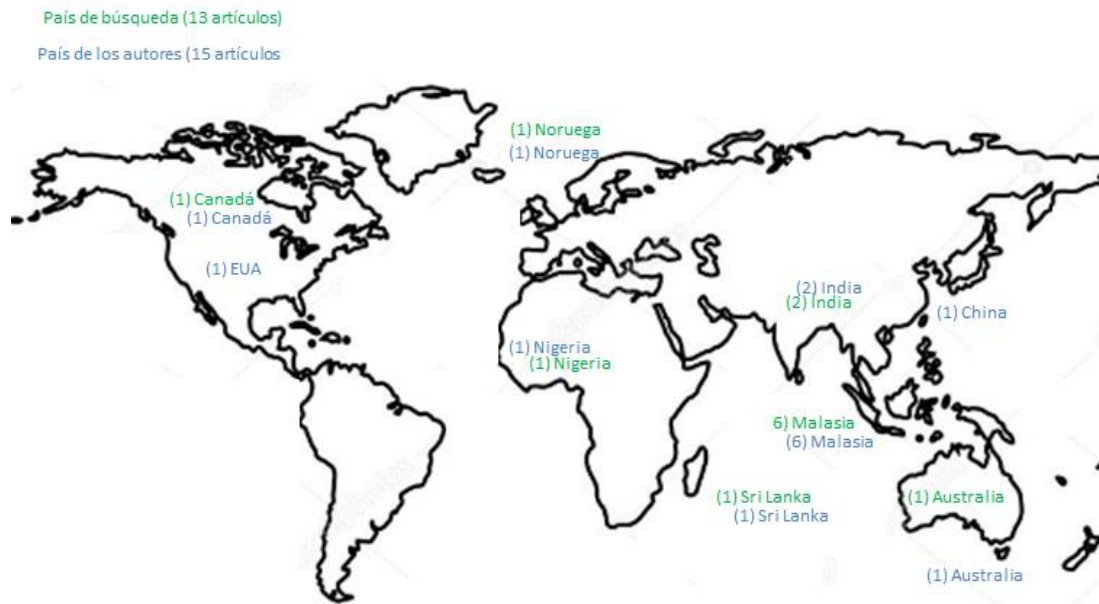 País de búsqueda (13 artículos)
País de los autores (15 artículos
(1) Noruega
(1) Noruega
(1) Canadá
(1) Canadá
(1) EUA
(2) India
(2) India
(1) China
(1) Nigeria
(1) Nigeria
6) Malasia
(6) Malasia
(1) Sri Lanka
(1) Australia
(1) Sri Lanka
(1) Australia